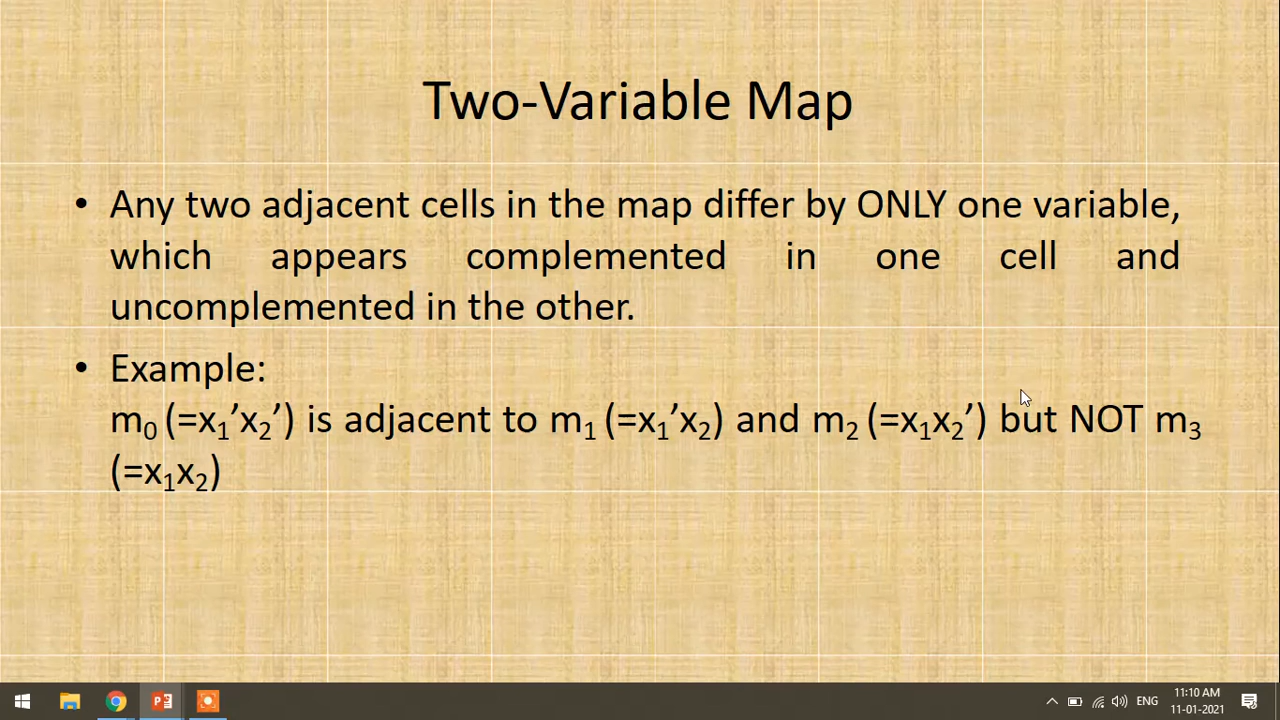 Two-Variable Map
• Any two adjacent cells in the map differ by ONLY one variable,
which appears complemented in one cell and
uncomplemented in the other.
• Example:
m₀ (=x₁’x₂’) is adjacent to m₁ (=x₁’x₂) and m₂ (=x₁x₂’) but NOT m₃
(=x₁x₂)
ENG
11:10 AM
11-01-2021